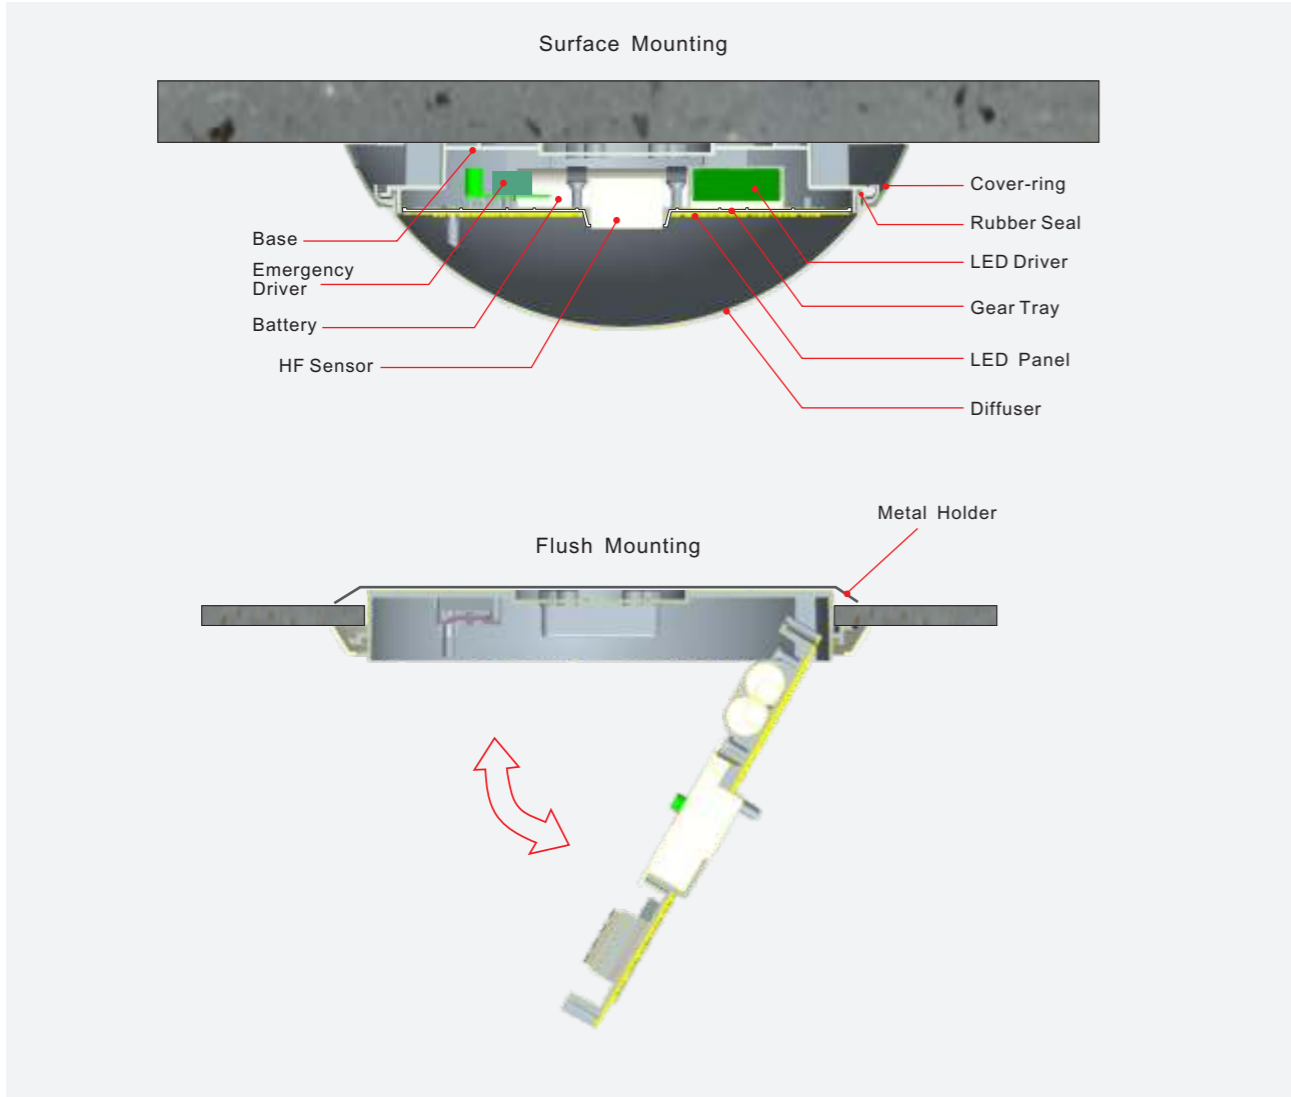 Surface Mounting
Base
Emergency
Driver
Battery
HF Sensor
Cover-ring
Rubber Seal
LED Driver
Gear Tray
LED Panel
Diffuser
Metal Holder
Flush Mounting